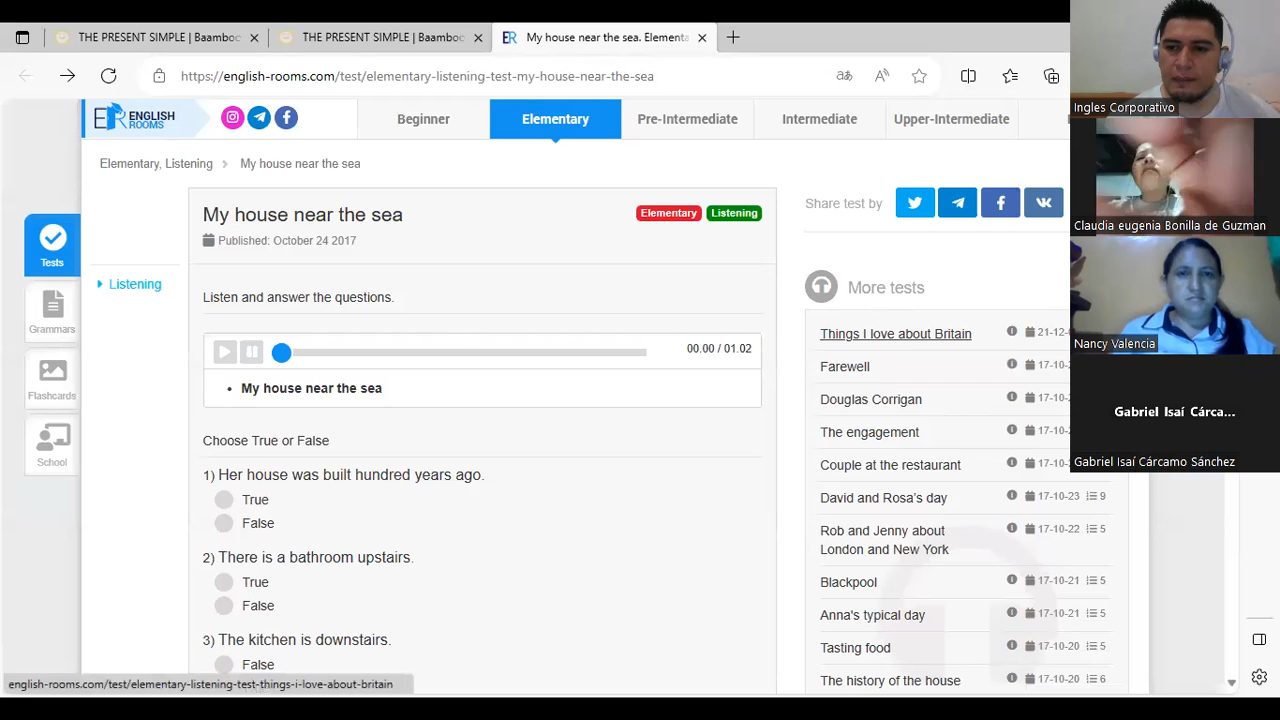 THE PRESENT SIMPLE | Baamboo
THE PRESENT SIMPLE | Baamboo
ER My house near the sea. Elementa
https://english-rooms.com/test/elementary-listening-test-my-house-near-the-sea
ER ENGLISH ROOMS
Beginner
Elementary
Pre-Intermediate
Intermediate
Upper-Intermediate
Elementary, Listening
My house near the sea
Tests
Grammars
Flashcards
School
Listening
My house near the sea
Elementary
Listening
Published: October 24 2017
Listen and answer the questions.
00.00 / 01.02
• My house near the sea
Choose True or False
1) Her house was built hundred years ago.
True
False
2) There is a bathroom upstairs.
True
False
3) The kitchen is downstairs.
False
Share test by
More tests
Things I love about Britain 21-12-
Farewell 17-10-2
Douglas Corrigan 17-10-2
The engagement 17-10-2
Couple at the restaurant 17-10-2
David and Rosa's day 17-10-23 9
Rob and Jenny about
London and New York 17-10-22 5
Blackpool 17-10-21 5
Anna's typical day 17-10-21 5
Tasting food 17-10-20 5
The history of the house 17-10-20 6
english-rooms.com/test/elementary-listening-test-things-i-love-about-britain
Ingles Corporativo
Claudia eugenia Bonilla de Guzman
Nancy Valencia
Gabriel Isaí Cárca...
Gabriel Isaí Cárcamo Sánchez